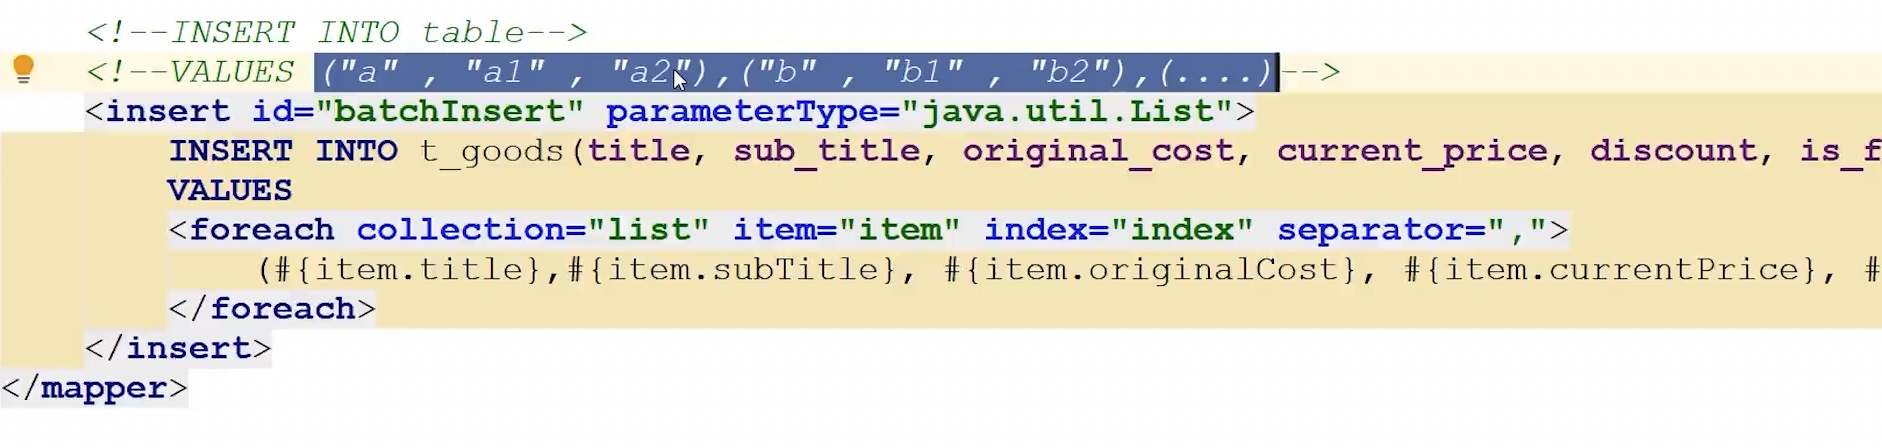 <!--INSERT INTO table-->
<!--VALUES ("a" , "a1" , "a2"),("b" , "b1" , "b2"),(....)-->
<insert id="batchInsert" parameterType="java.util.List">
INSERT INTO t_goods(title, sub_title, original_cost, current_price, discount, is_f
VALUES
<foreach collection="list" item="item" index="index" separator=",">
(#{item.title},#{item.subTitle}, #{item.originalCost}, #{item.currentPrice}, #
</foreach>
</insert>
</mapper>